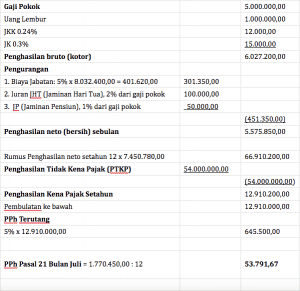 Gaji Pokok 5.000.000,00
Uang Lembur 1.000.000,00
JKK 0.24% 12.000,00
JK 0.3% 15.000,00
Penghasilan bruto (kotor) 6.027.200,00
Pengurangan
1. Biaya Jabatan: 5% x 8.032.400,00 = 401.620,00 301.350,00
2. Iuran JHT (Jaminan Hari Tua), 2% dari gaji pokok 100.000,00
3. JP (Jaminan Pensiun), 1% dari gaji pokok 50.000,00
(451.350,00)
Penghasilan neto (bersih) sebulan 5.575.850,00
Rumus Penghasilan neto setahun 12 x 7.450.780,00 66.910.200,00
Penghasilan Tidak Kena Pajak (PTKP) 54.000.000,00
(54.000.000,00)
Penghasilan Kena Pajak Setahun 12.910.200,00
Pembulatan ke bawah 12.910.000,00
PPh Terutang
5% x 12.910.000,00 645.500,00
PPh Pasal 21 Bulan Juli = 1.770.450,00 : 12 53.791,67